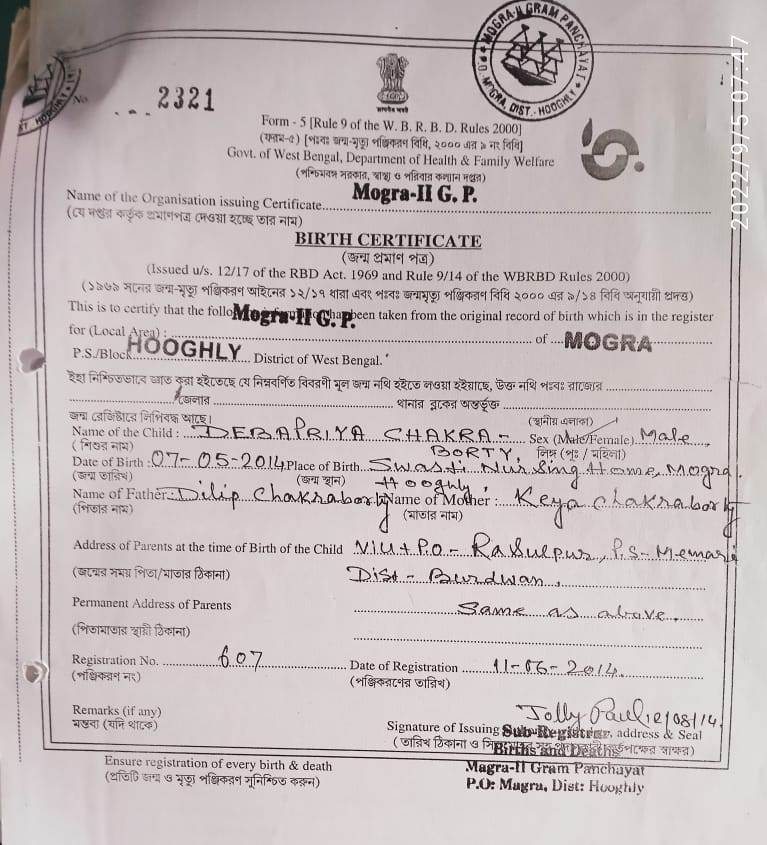 MOGRA-II GRAM PANCHAYAT
P.O.- MOGRA, DIST.- HOOGHLY
No. 2321
Form - 5 [Rule 9 of the W. B. R. B. D. Rules 2000]
(ফরম-৫) [পঃবঃ জন্ম-মৃত্যু পঞ্জিকরণ বিধি, ২০০০ এর ৯ নং বিধি]
Govt. of West Bengal, Department of Health & Family Welfare
(পশ্চিমবঙ্গ সরকার, স্বাস্থ্য ও পরিবার কল্যাণ দপ্তর)
Name of the Organisation issuing Certificate Mogra-II G. P.
(যে দপ্তর কর্তৃক প্রমাণপত্র দেওয়া হচ্ছে তার নাম)
BIRTH CERTIFICATE
(জন্ম প্রমাণ পত্র)
(Issued u/s. 12/17 of the RBD Act. 1969 and Rule 9/14 of the WBRBD Rules 2000)
(১৯৬৯ সনের জন্ম-মৃত্যু পঞ্জিকরণ আইনের ১২/১৭ ধারা এবং পঃবঃ জন্মমৃত্যু পঞ্জিকরণ বিধি ২০০০ এর ৯/১৪ বিধি অনুযায়ী প্রদত্ত)
This is to certify that the follo Mogra-II G. P. has been taken from the original record of birth which is in the register
for (Local Area) : of MOGRA
P.S./Block HOOGHLY District of West Bengal.
ইহা নিশ্চিতভাবে জ্ঞাত করা হইতেছে যে নিম্নবর্ণিত বিবরণী মূল জন্ম নথি হইতে লওয়া হইয়াছে, উক্ত নথি পঃবঃ রাজ্যের
জেলার থানার ব্লকের অন্তর্ভূক্ত
জন্ম রেজিষ্টারে লিপিবদ্ধ আছে। (স্থানীয় এলাকা)
Name of the Child : DEBAPRIYA CHAKRA- Sex (Male/Female) Male
(শিশুর নাম) BORTY, লিঙ্গ (পুং / মহিলা)
Date of Birth : 07-05-2014 Place of Birth Swasti Nursing Home, Mogra.
(জন্ম তারিখ) (জন্ম স্থান) Hooghly,
Name of Father: Dilip Chakraborty Name of Mother : Keya Chakraborty
(পিতার নাম) (মাতার নাম)
Address of Parents at the time of Birth of the Child Vill+P.O- Rasulpur, P.S- Memari
(জন্মের সময় পিতা/মাতার ঠিকানা) Dist- Burdwan.
Permanent Address of Parents Same as above.
(পিতামাতার স্থায়ী ঠিকানা)
Registration No. 607 Date of Registration 11-06-2014.
(পঞ্জিকরণ নং) (পঞ্জিকরণের তারিখ)
Remarks (if any) Jolly Paul 12/08/14
মন্তব্য (যদি থাকে) Signature of Issuing Sub-Registrar, address & Seal
(তারিখ ঠিকানা ও Births and Deaths স্বাক্ষর)
Ensure registration of every birth & death Magra-II Gram Panchayat
(প্রতিটি জন্ম ও মৃত্যু পঞ্জিকরণ সুনিশ্চিত করুন) P.O: Magra, Dist: Hooghly
2022/9/5 07:47